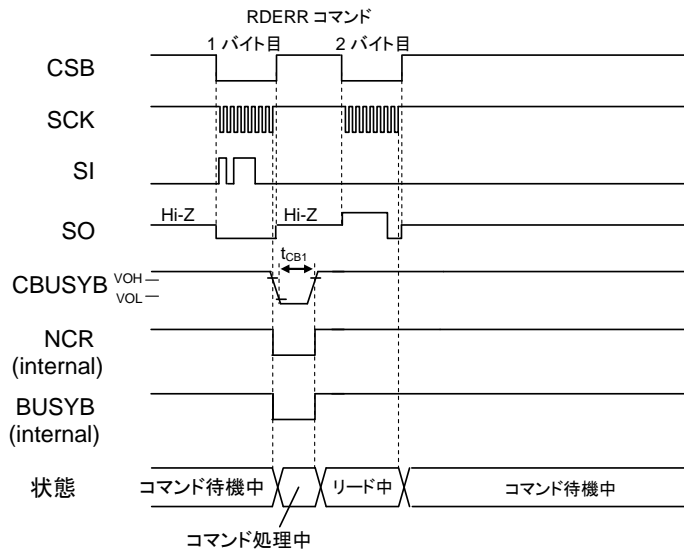 RDERR コマンド
1 バイト目
2 バイト目
CSB
SCK
SI
SO
Hi-Z
Hi-Z
tCB1
CBUSYB
VOH
VOL
NCR
(internal)
BUSYB
(internal)
状態
コマンド待機中
リード中
コマンド待機中
コマンド処理中